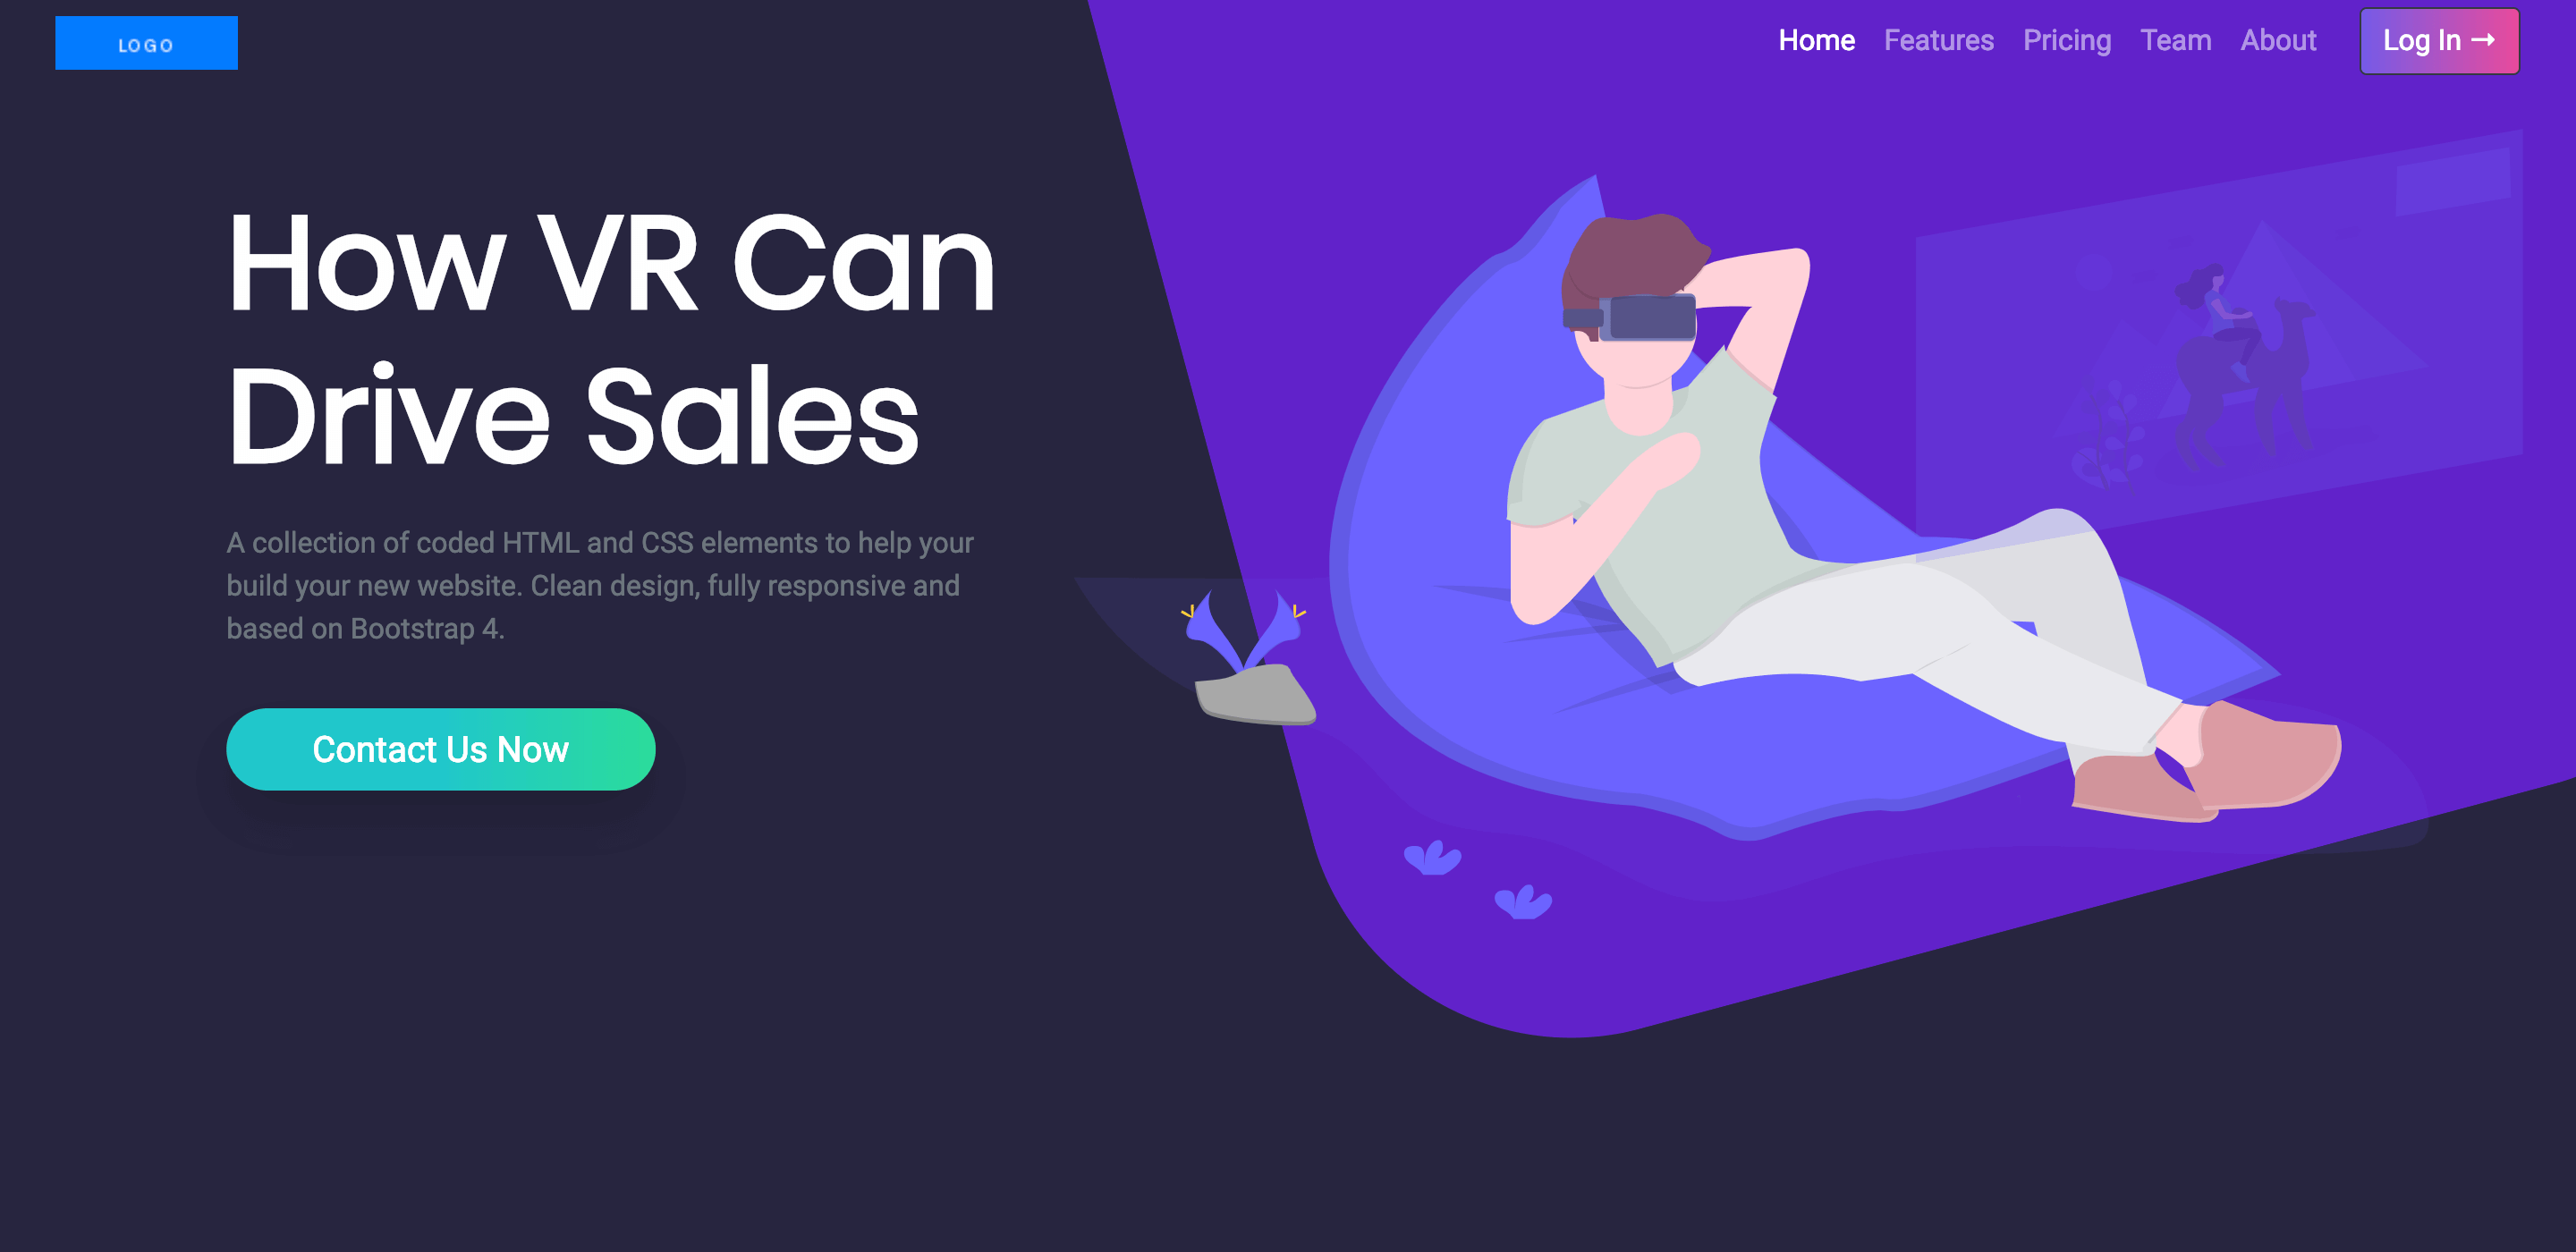 LOGO
Home Features Pricing Team About Log In →
How VR Can
Drive Sales
A collection of coded HTML and CSS elements to help your
build your new website. Clean design, fully responsive and
based on Bootstrap 4.
Contact Us Now